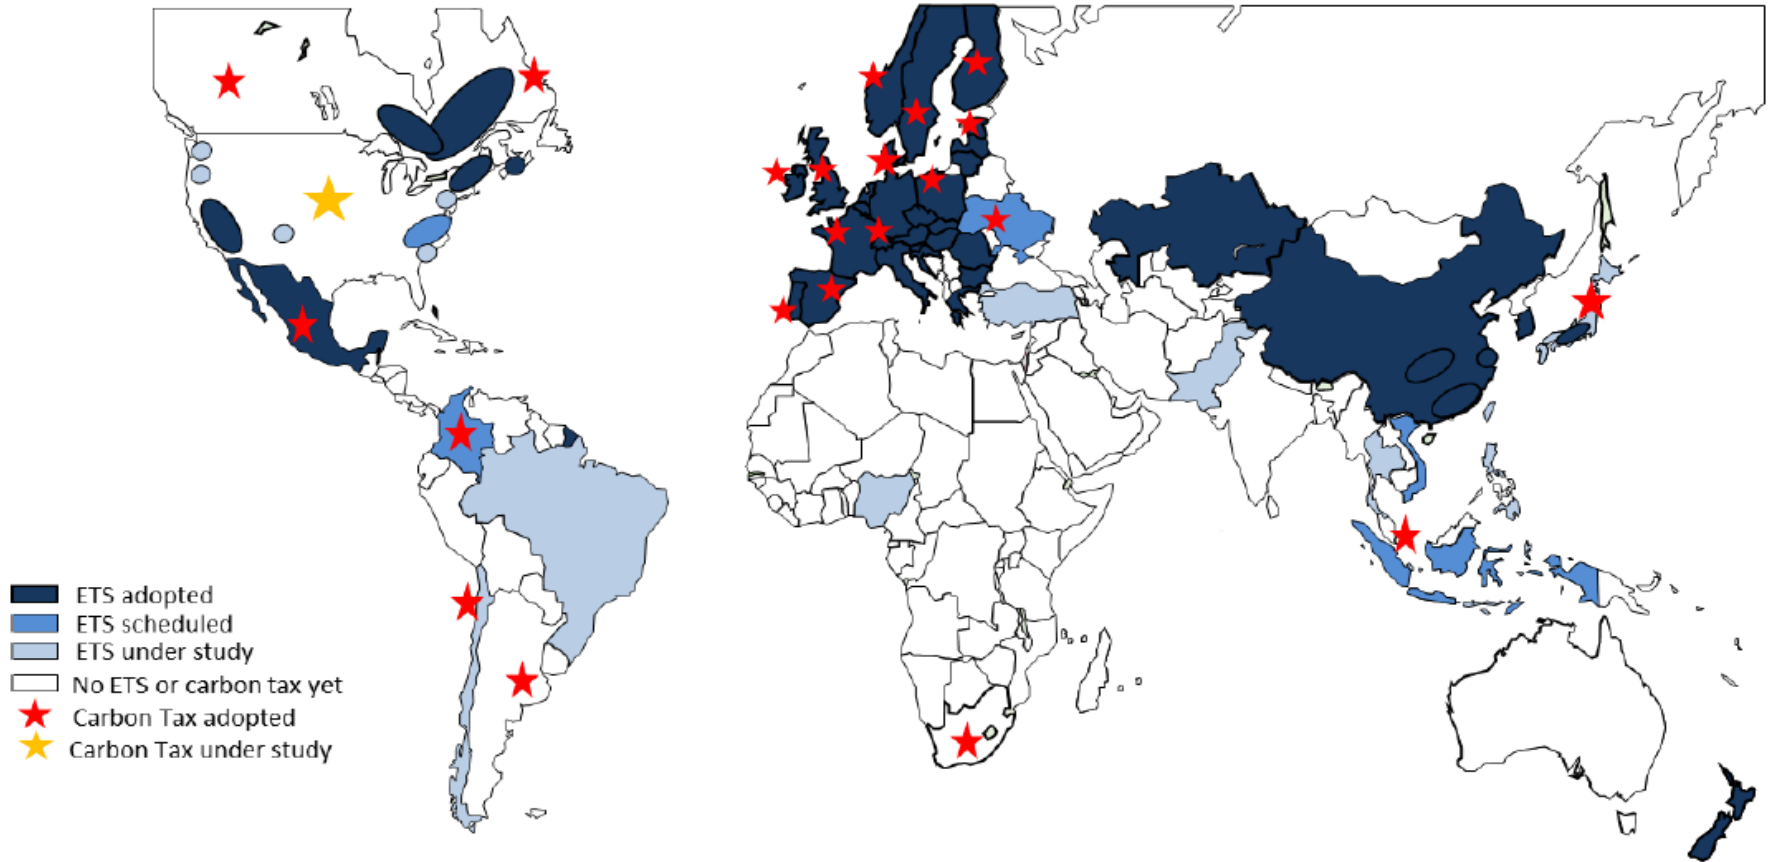 ETS adopted
ETS scheduled
ETS under study
No ETS or carbon tax yet
Carbon Tax adopted
Carbon Tax under study